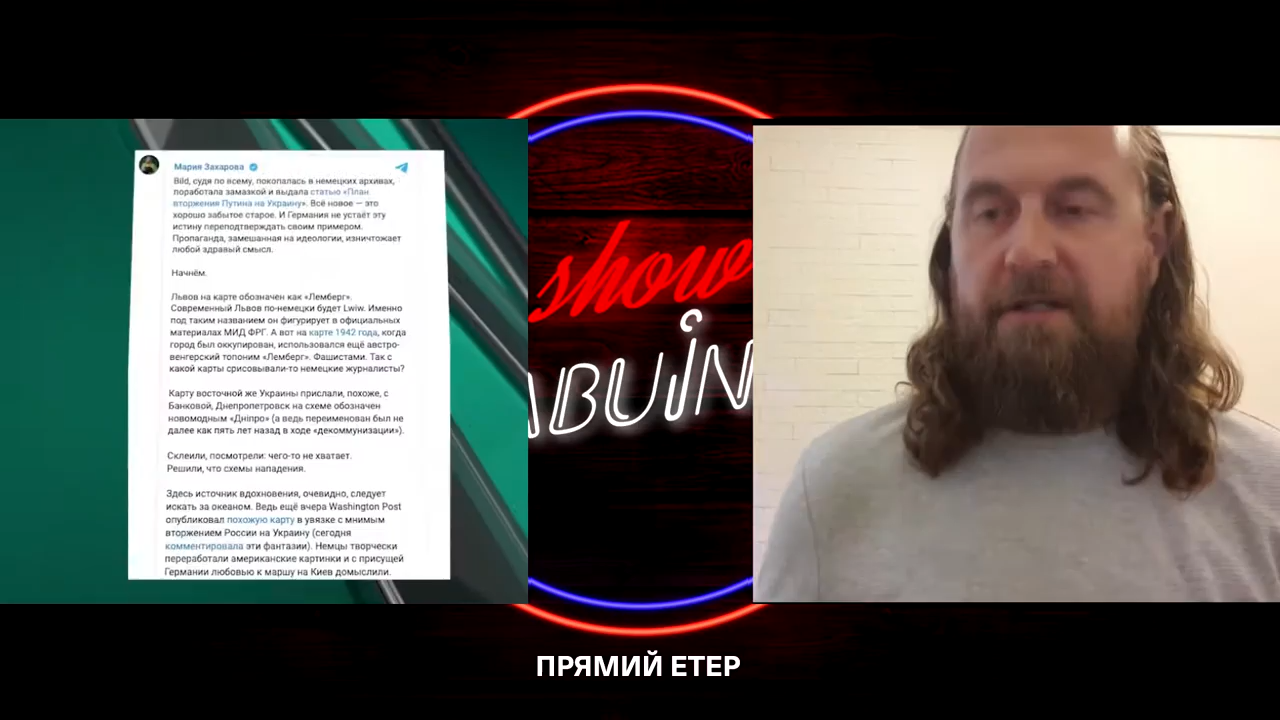 Мария Захарова
Bild, судя по всему, покопалась в немецких архивах,
поработала замазкой и выдала статью «План
вторжения Путина на Украину». Всё новое — это
хорошо забытое старое. И Германия не устаёт эту
истину переподтверждать своим примером.
Пропаганда, замешанная на идеологии, изничтожает
любой здравый смысл.
Начнём.
Львов на карте обозначен как «Лемберг».
Современный Львов по-немецки будет Lwiw. Именно
под таким названием он фигурирует в официальных
материалах МИД ФРГ. А вот на карте 1942 года, когда
город был оккупирован, использовался ещё австро-
венгерский топоним «Лемберг». Фашистами. Так с
какой карты срисовывали-то немецкие журналисты?
Карту восточной же Украины прислали, похоже, с
Банковой, Днепропетровск на схеме обозначен
новомодным «Дніпро» (а ведь переименован был не
далее как пять лет назад в ходе «декоммунизации»).
Склеили, посмотрели: чего-то не хватает.
Решили, что схемы нападения.
Здесь источник вдохновения, очевидно, следует
искать за океаном. Ведь ещё вчера Washington Post
опубликовал похожую карту в увязке с мнимым
вторжением России на Украину (сегодня
комментировала эти фантазии). Немцы творчески
переработали американские картинки и с присущей
Германии любовью к маршу на Киев домыслили.
show
ABUiN
ПРЯМИЙ ЕТЕР